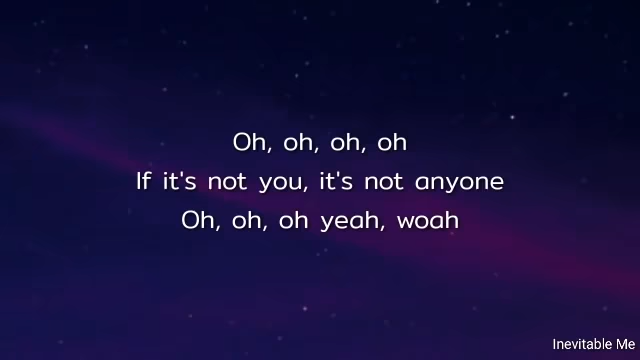 Oh, oh, oh, oh
If it's not you, it's not anyone
Oh, oh, oh yeah, woah
Inevitable Me